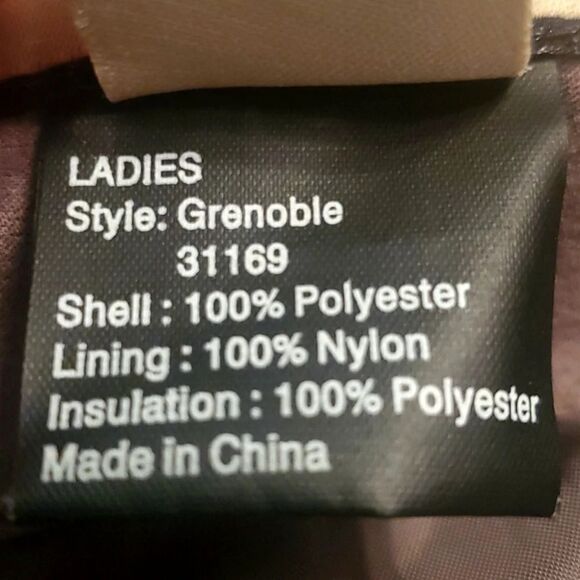 LADIES
Style: Grenoble
31169
Shell : 100% Polyester
Lining : 100% Nylon
Insulation : 100% Polyester
Made in China